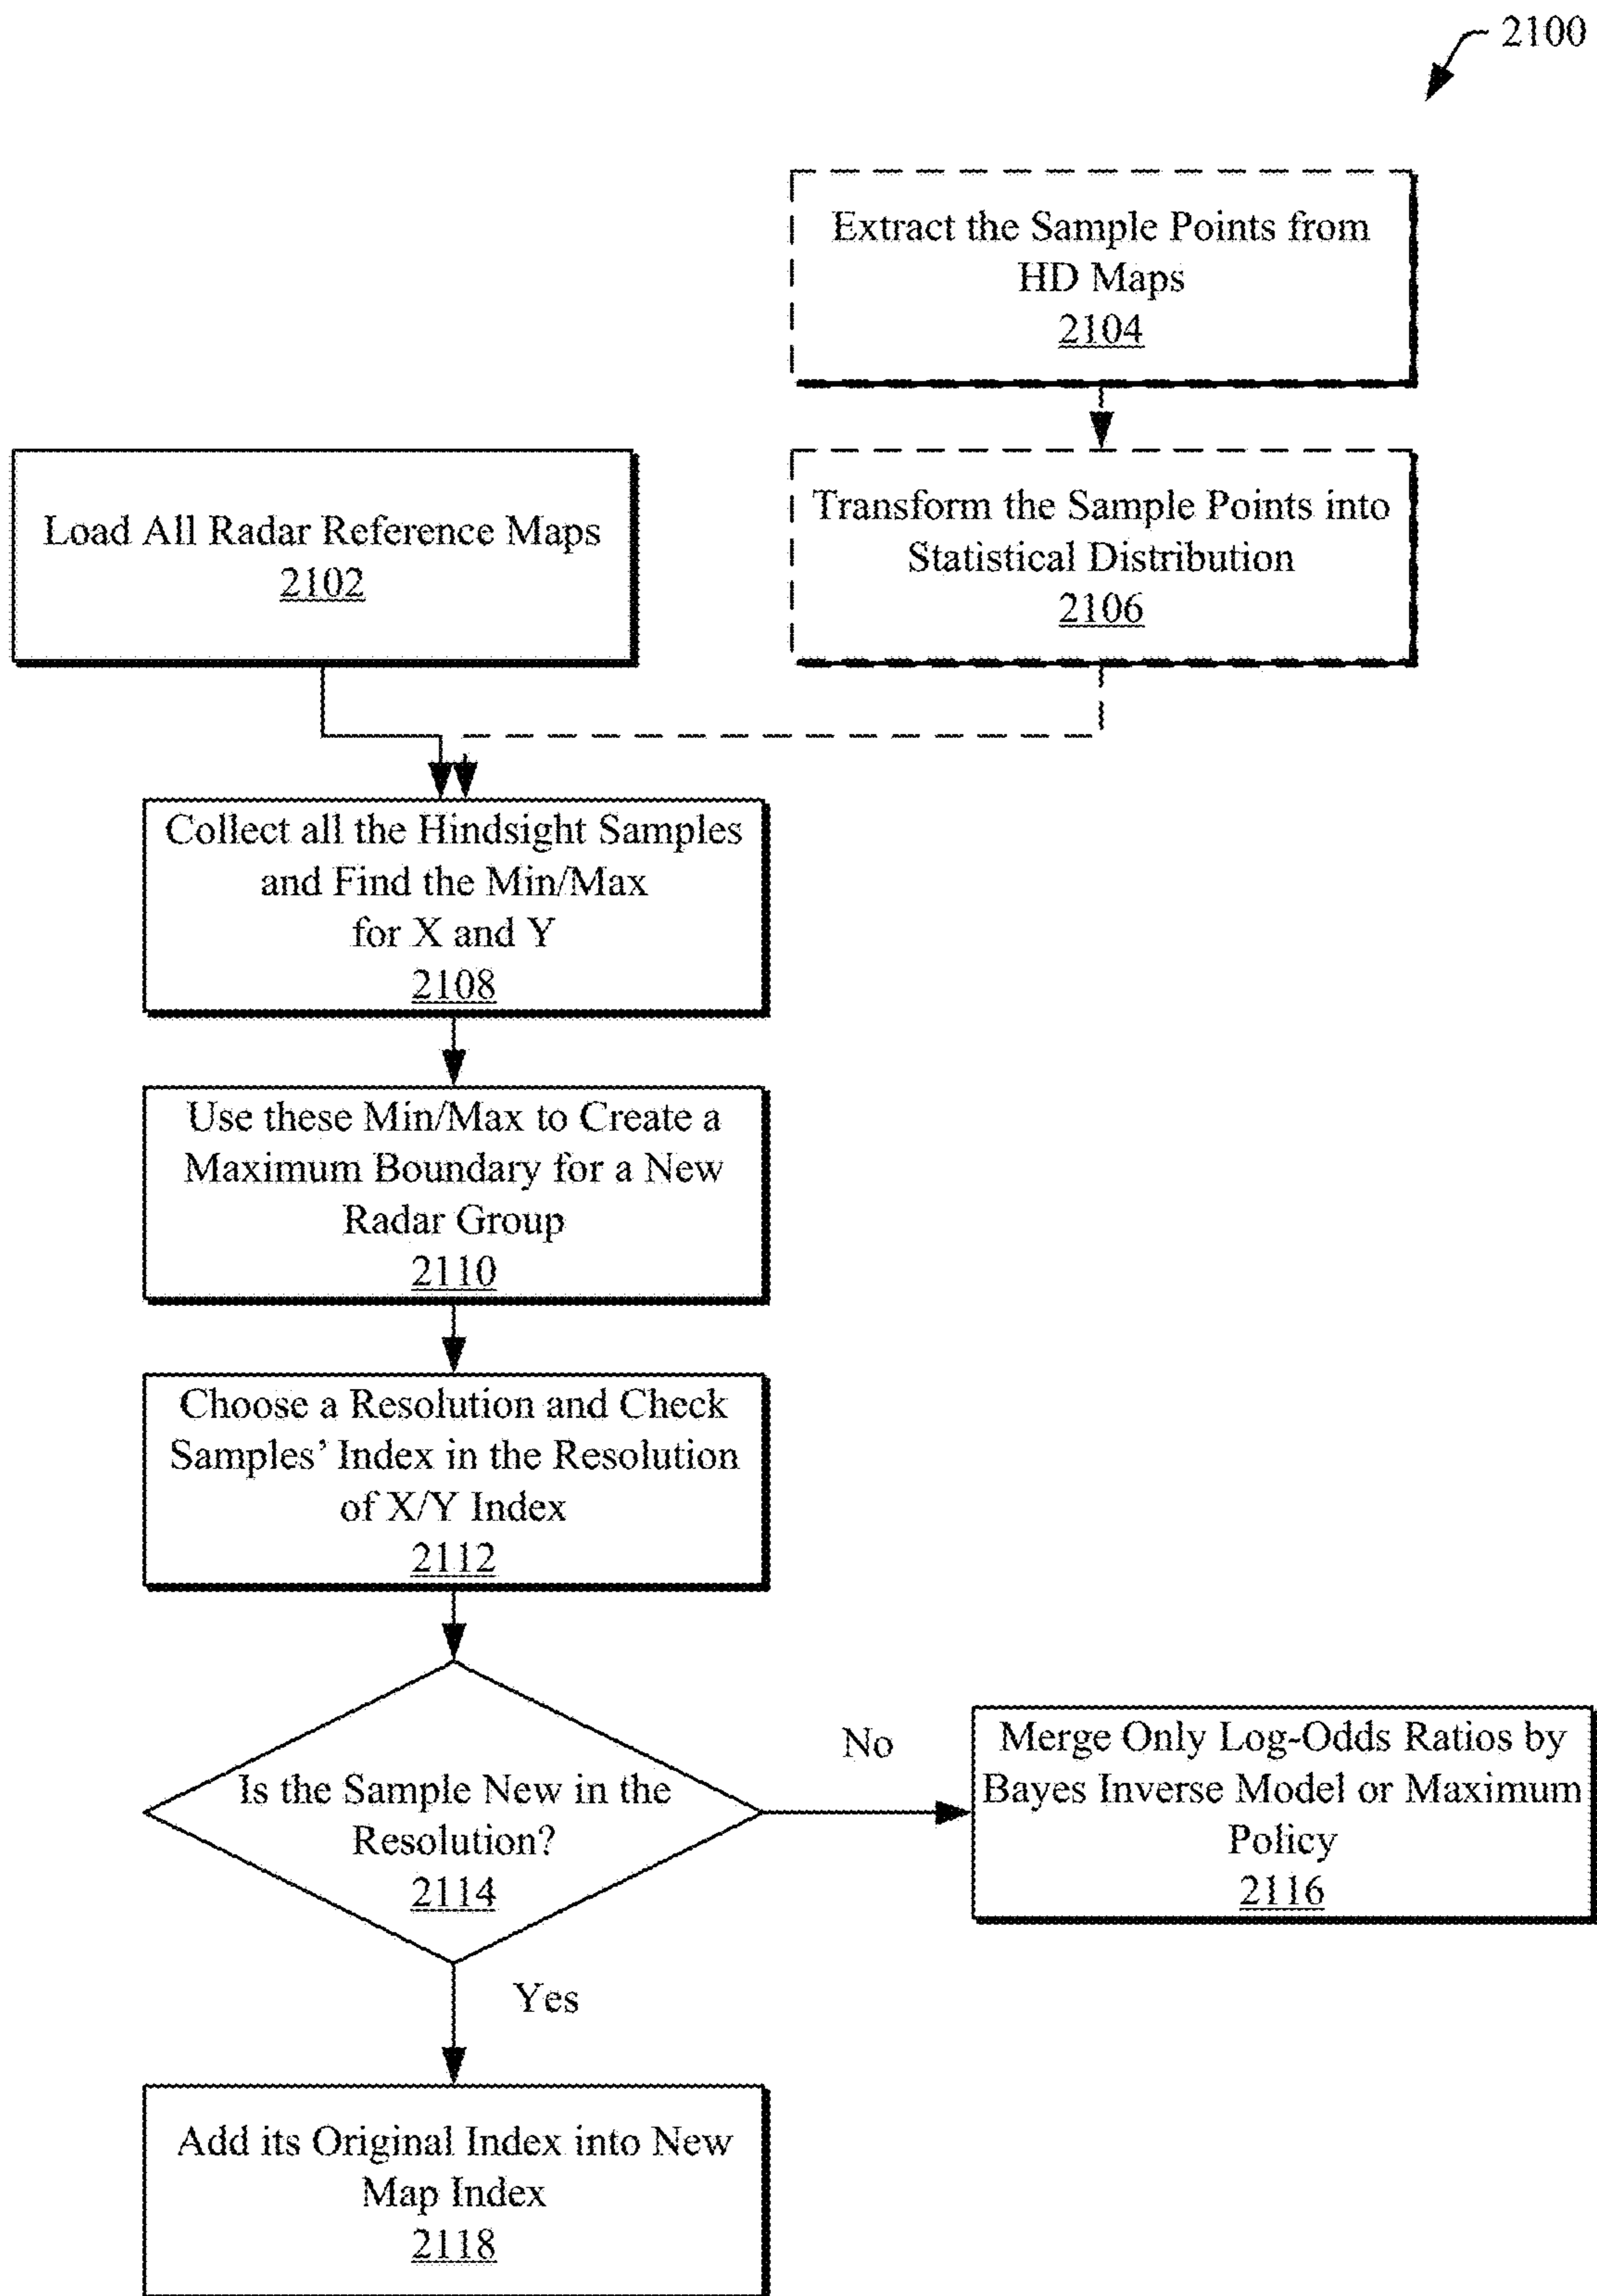 2100
Extract the Sample Points from
HD Maps
2104
Load All Radar Reference Maps
2102
Transform the Sample Points into
Statistical Distribution
2106
Collect all the Hindsight Samples
and Find the Min/Max
for X and Y
2108
Use these Min/Max to Create a
Maximum Boundary for a New
Radar Group
2110
Choose a Resolution and Check
Samples’ Index in the Resolution
of X/Y Index
2112
Is the Sample New in the
Resolution?
2114
No
Merge Only Log-Odds Ratios by
Bayes Inverse Model or Maximum
Policy
2116
Yes
Add its Original Index into New
Map Index
2118